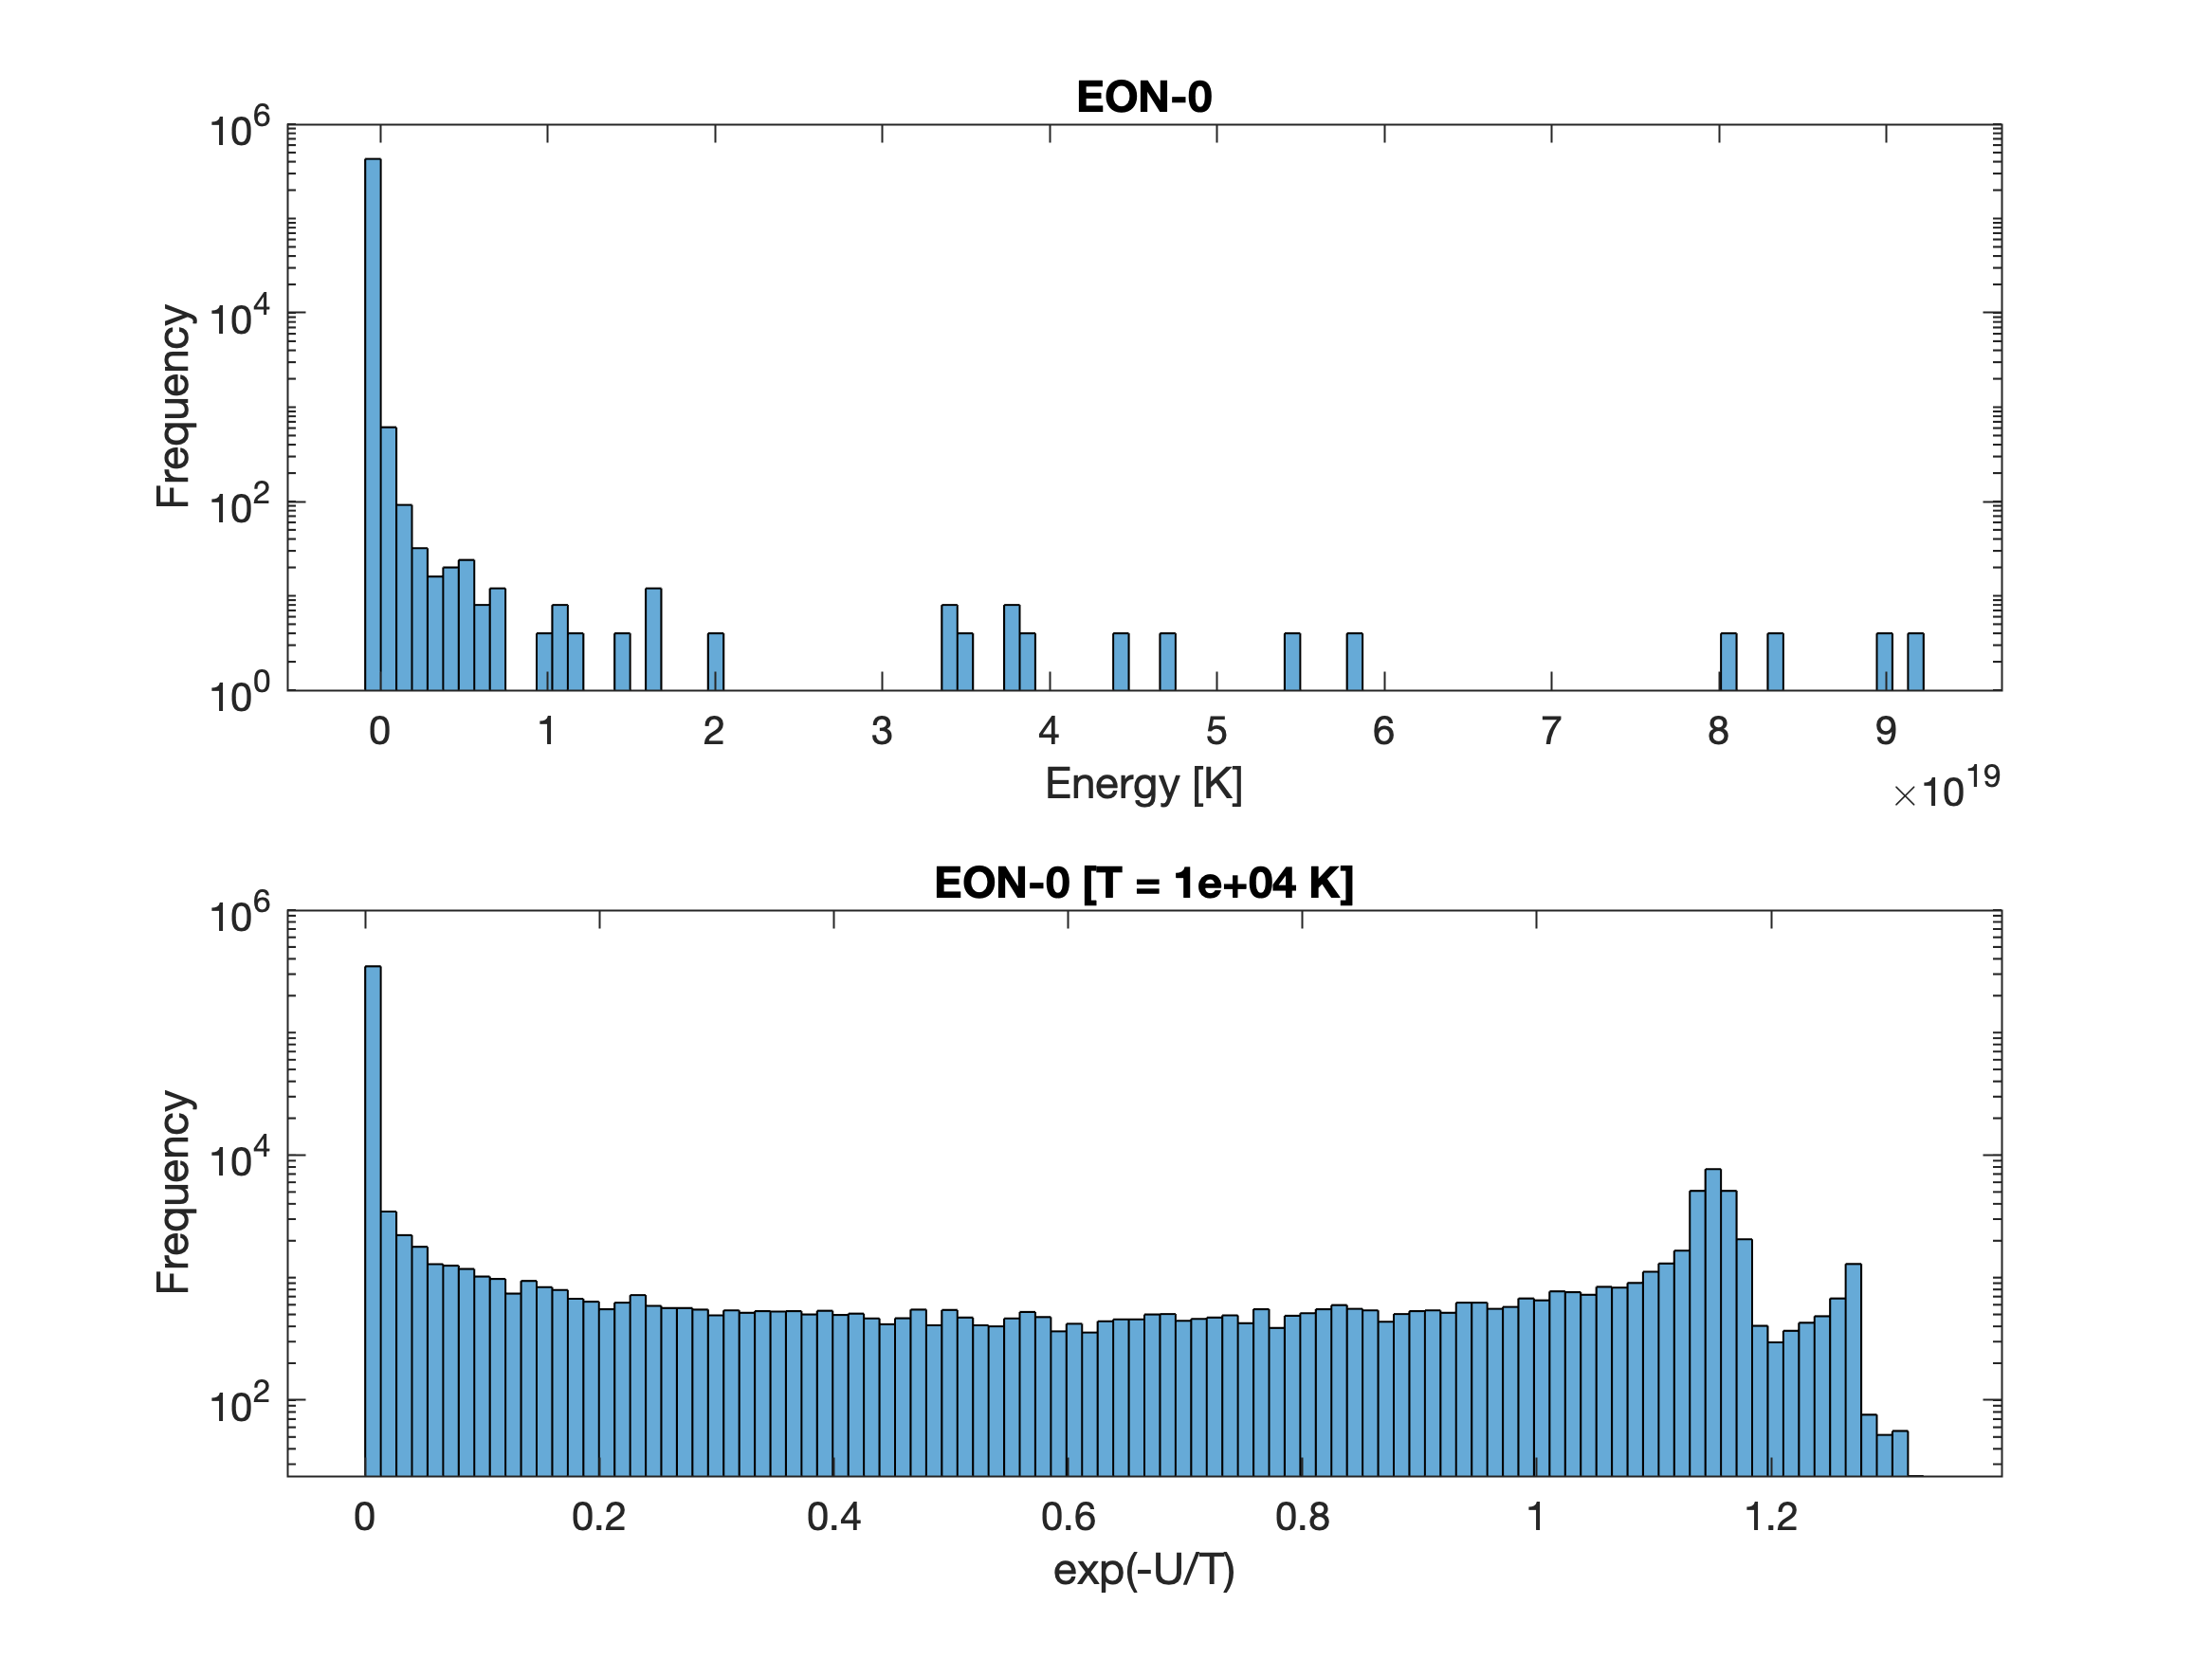 EON-0
10^6
10^4
10^2
10^0
Frequency
0 1 2 3 4 5 6 7 8 9
Energy [K]
×10^19
EON-0 [T = 1e+04 K]
10^6
10^4
10^2
Frequency
0 0.2 0.4 0.6 0.8 1 1.2
exp(-U/T)